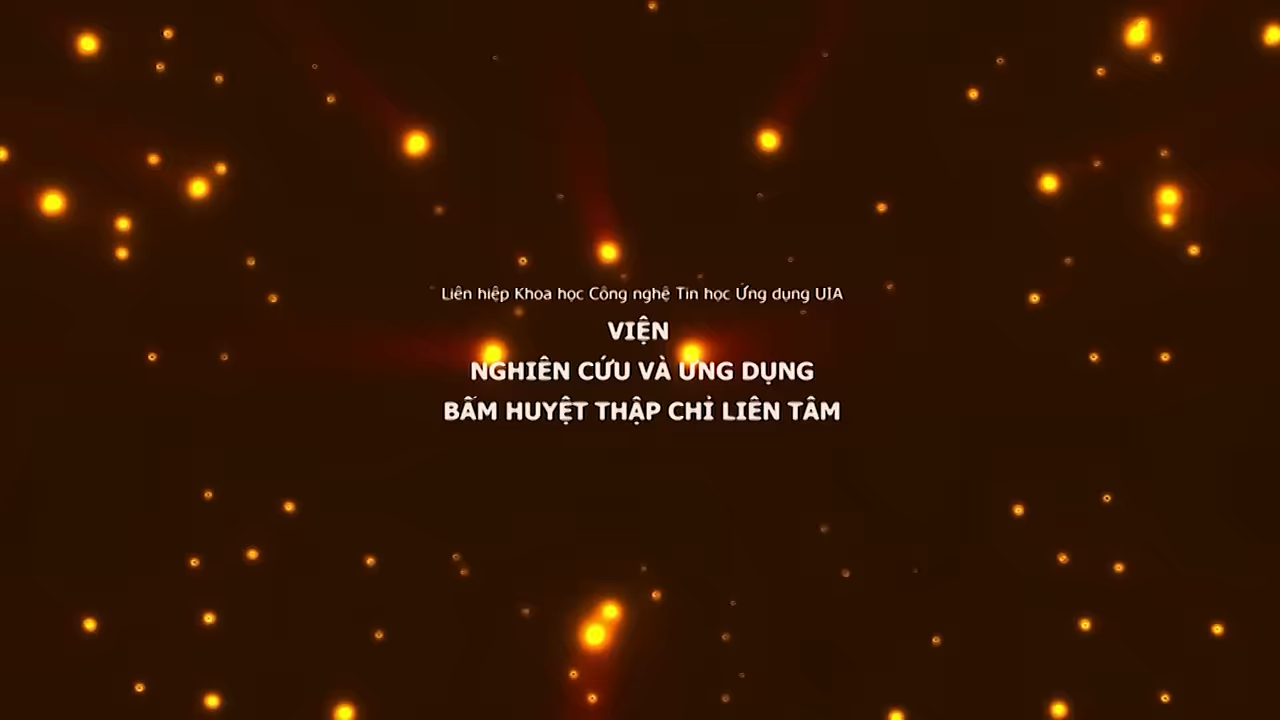 Liên hiệp Khoa học Công nghệ Tin học Ứng dụng UIA
VIỆN
NGHIÊN CỨU VÀ ỨNG DỤNG
BẤM HUYỆT THẬP CHỈ LIÊN TÂM